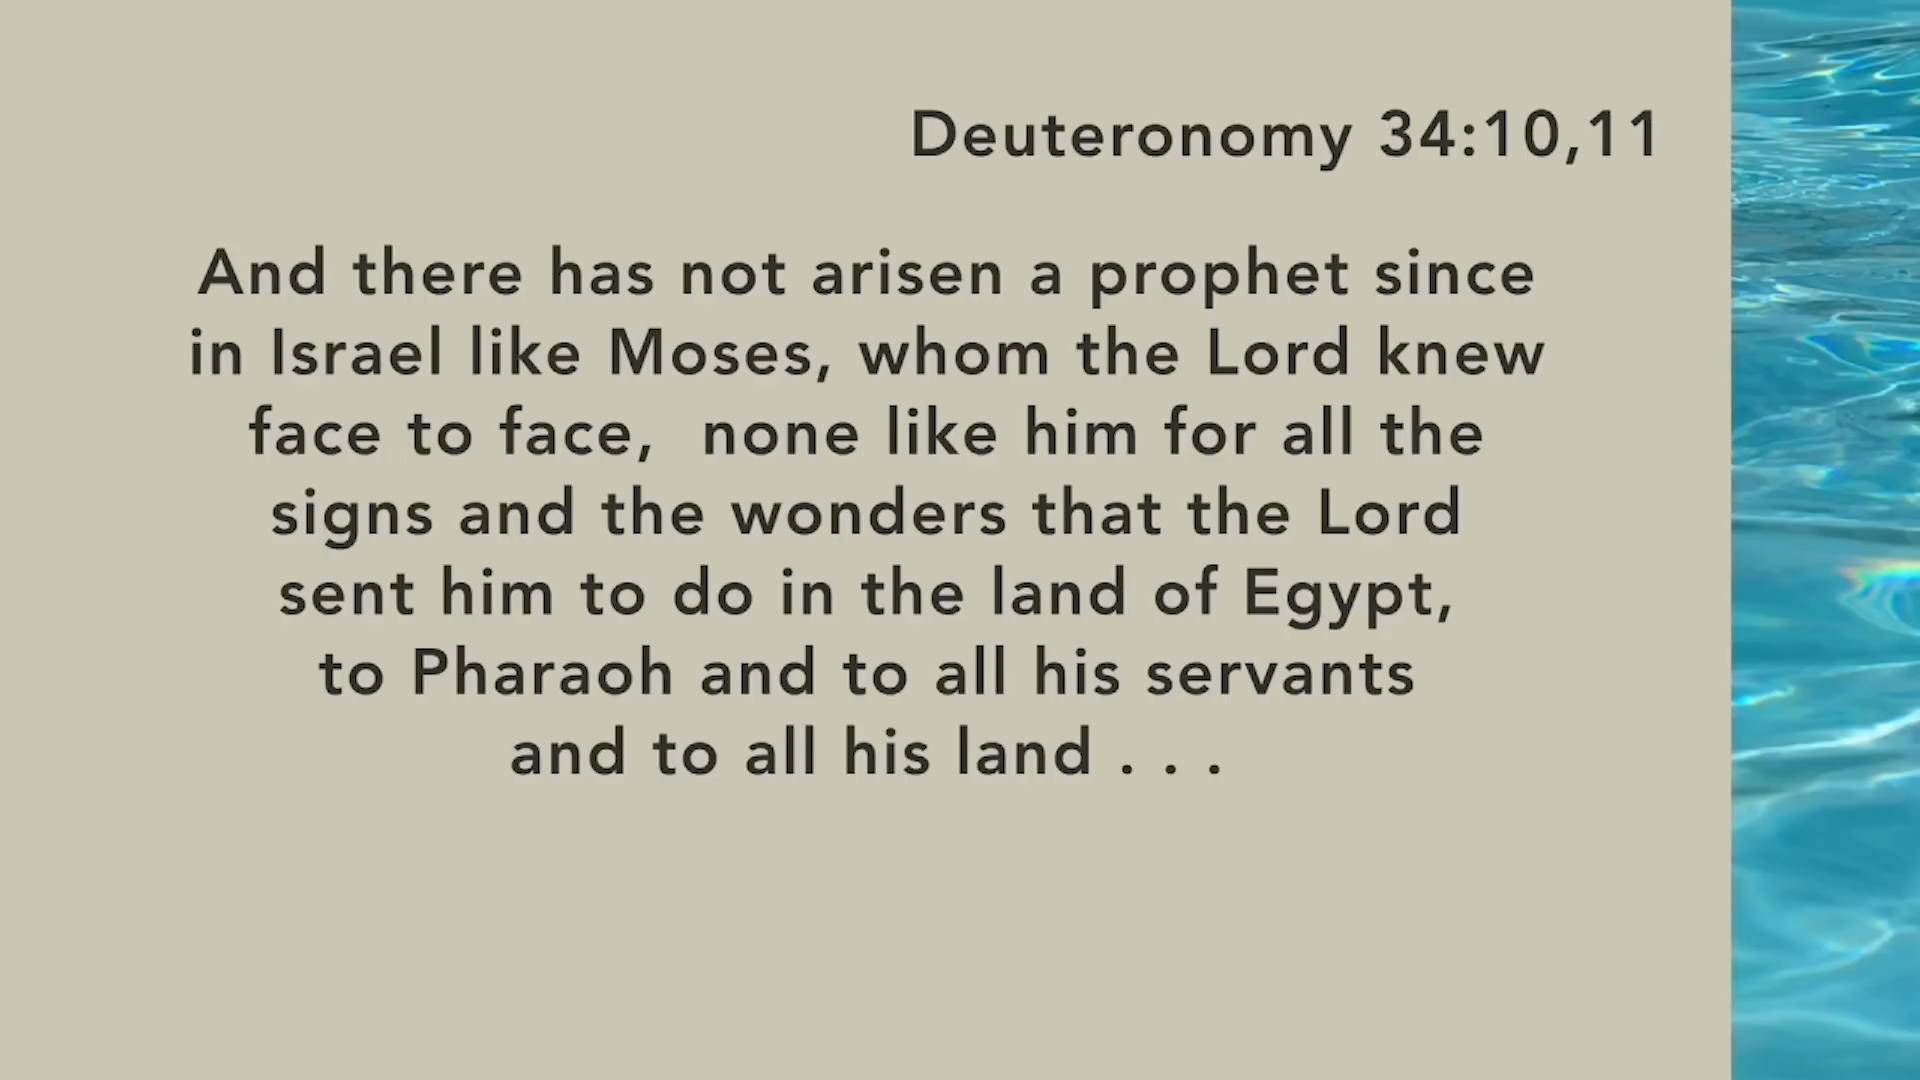 Deuteronomy 34:10,11
And there has not arisen a prophet since
in Israel like Moses, whom the Lord knew
face to face,  none like him for all the
signs and the wonders that the Lord
sent him to do in the land of Egypt,
to Pharaoh and to all his servants
and to all his land . . .